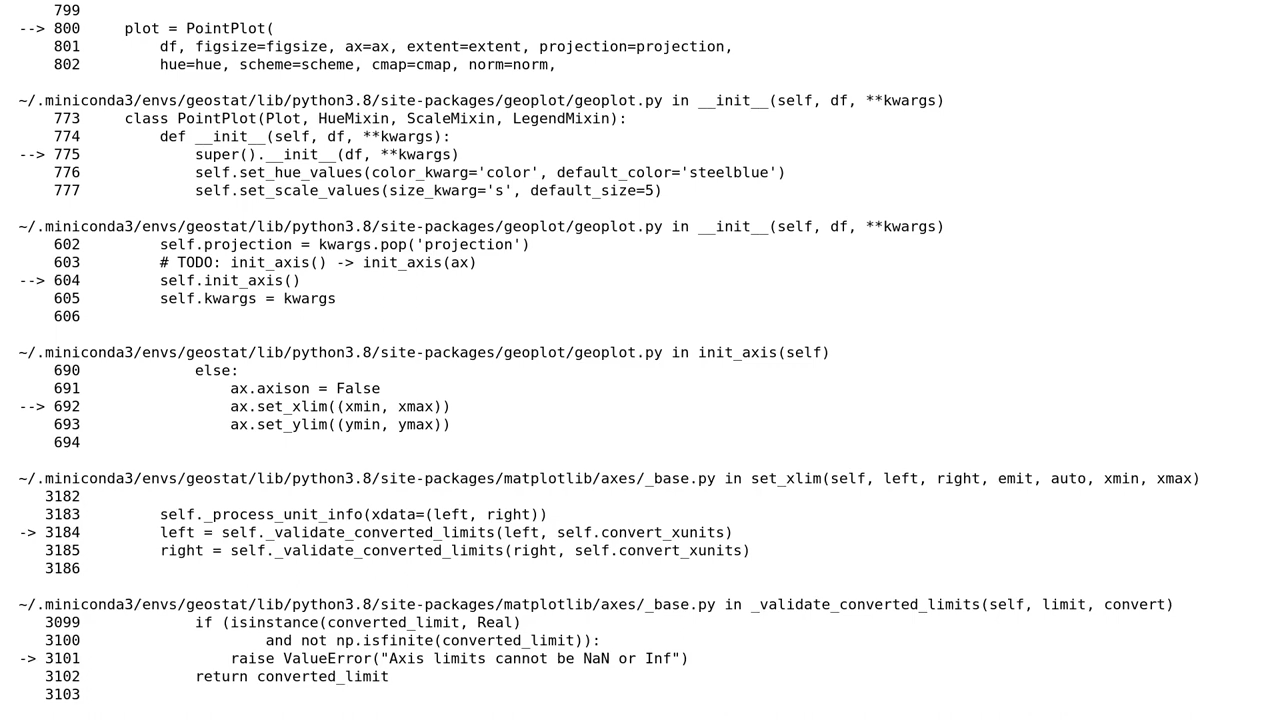 799
--> 800     plot = PointPlot(
    801         df, figsize=figsize, ax=ax, extent=extent, projection=projection,
    802         hue=hue, scheme=scheme, cmap=cmap, norm=norm,
~/.miniconda3/envs/geostat/lib/python3.8/site-packages/geoplot/geoplot.py in __init__(self, df, **kwargs)
    773     class PointPlot(Plot, HueMixin, ScaleMixin, LegendMixin):
    774         def __init__(self, df, **kwargs):
--> 775             super().__init__(df, **kwargs)
    776             self.set_hue_values(color_kwarg='color', default_color='steelblue')
    777             self.set_scale_values(size_kwarg='s', default_size=5)
~/.miniconda3/envs/geostat/lib/python3.8/site-packages/geoplot/geoplot.py in __init__(self, df, **kwargs)
    602         self.projection = kwargs.pop('projection')
    603         # TODO: init_axis() -> init_axis(ax)
--> 604         self.init_axis()
    605         self.kwargs = kwargs
    606
~/.miniconda3/envs/geostat/lib/python3.8/site-packages/geoplot/geoplot.py in init_axis(self)
    690             else:
    691                 ax.axison = False
--> 692                 ax.set_xlim((xmin, xmax))
    693                 ax.set_ylim((ymin, ymax))
    694
~/.miniconda3/envs/geostat/lib/python3.8/site-packages/matplotlib/axes/_base.py in set_xlim(self, left, right, emit, auto, xmin, xmax)
   3182
   3183         self._process_unit_info(xdata=(left, right))
-> 3184         left = self._validate_converted_limits(left, self.convert_xunits)
   3185         right = self._validate_converted_limits(right, self.convert_xunits)
   3186
~/.miniconda3/envs/geostat/lib/python3.8/site-packages/matplotlib/axes/_base.py in _validate_converted_limits(self, limit, convert)
   3099             if (isinstance(converted_limit, Real)
   3100                     and not np.isfinite(converted_limit)):
-> 3101                 raise ValueError("Axis limits cannot be NaN or Inf")
   3102             return converted_limit
   3103